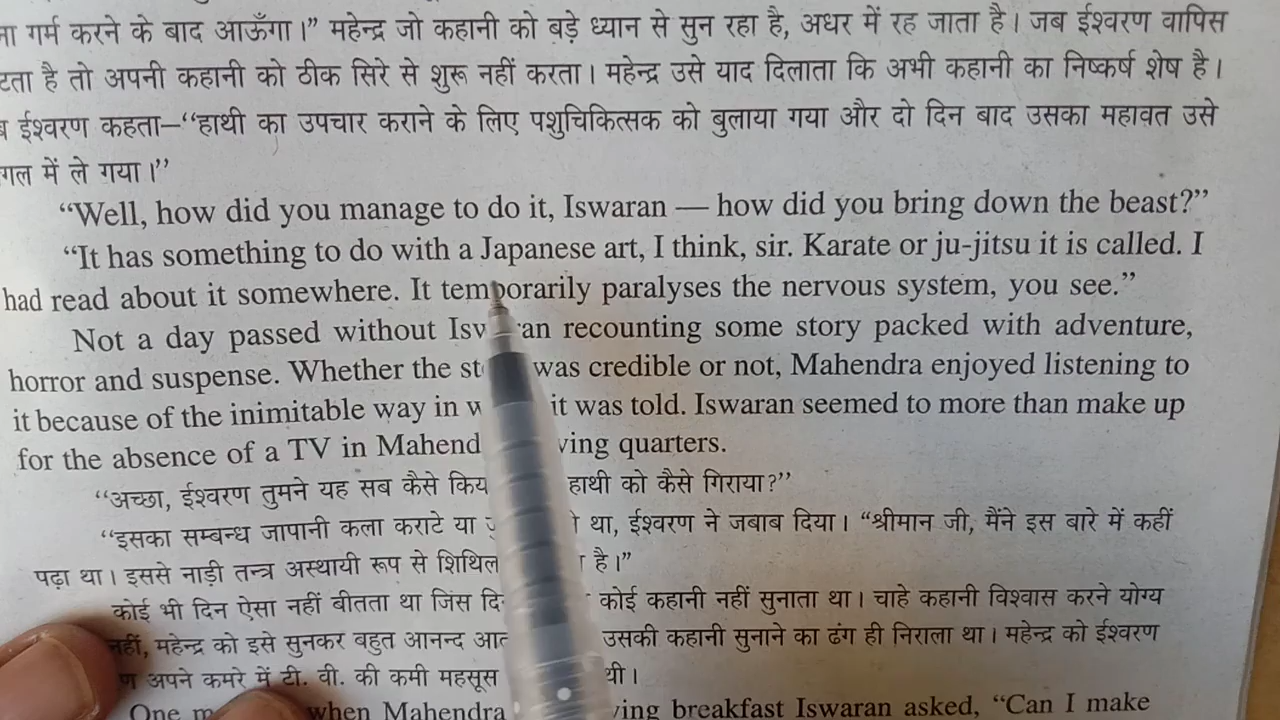 गर्म करने के बाद आऊँगा।” महेन्द्र जो कहानी को बड़े ध्यान से सुन रहा है, अधर में रह जाता है। जब ईश्वरण वापिस
है तो अपनी कहानी को ठीक सिरे से शुरू नहीं करता। महेन्द्र उसे याद दिलाता कि अभी कहानी का निष्कर्ष शेष है।
ईश्वरण कहता—“हाथी का उपचार कराने के लिए पशुचिकित्सक को बुलाया गया और दो दिन बाद उसका महावत उसे
में ले गया।”
“Well, how did you manage to do it, Iswaran — how did you bring down the beast?”
“It has something to do with a Japanese art, I think, sir. Karate or ju-jitsu it is called. I
had read about it somewhere. It temporarily paralyses the nervous system, you see.”
Not a day passed without recounting some story packed with adventure,
horror and suspense. Whether the was credible or not, Mahendra enjoyed listening to
it because of the inimitable way in it was told. Iswaran seemed to more than make up
for the absence of a TV in quarters.
“अच्छा, ईश्वरण तुमने यह सब कैसे हाथी को कैसे गिराया?”
“इसका सम्बन्ध जापानी कला कराटे या था, ईश्वरण ने जबाब दिया। “श्रीमान जी, मैंने इस बारे में कहीं
पढ़ा था। इससे नाड़ी तन्त्र अस्थायी रूप से शिथिल है।”
कोई भी दिन ऐसा नहीं बीतता था जिस कोई कहानी नहीं सुनाता था। चाहे कहानी विश्वास करने योग्य
नहीं, महेन्द्र को इसे सुनकर बहुत आनन्द उसकी कहानी सुनाने का ढंग ही निराला था। महेन्द्र को ईश्वरण
अपने कमरे में टी. वी. की कमी महसूस थी।
One when Mahendra breakfast Iswaran asked, “Can I make